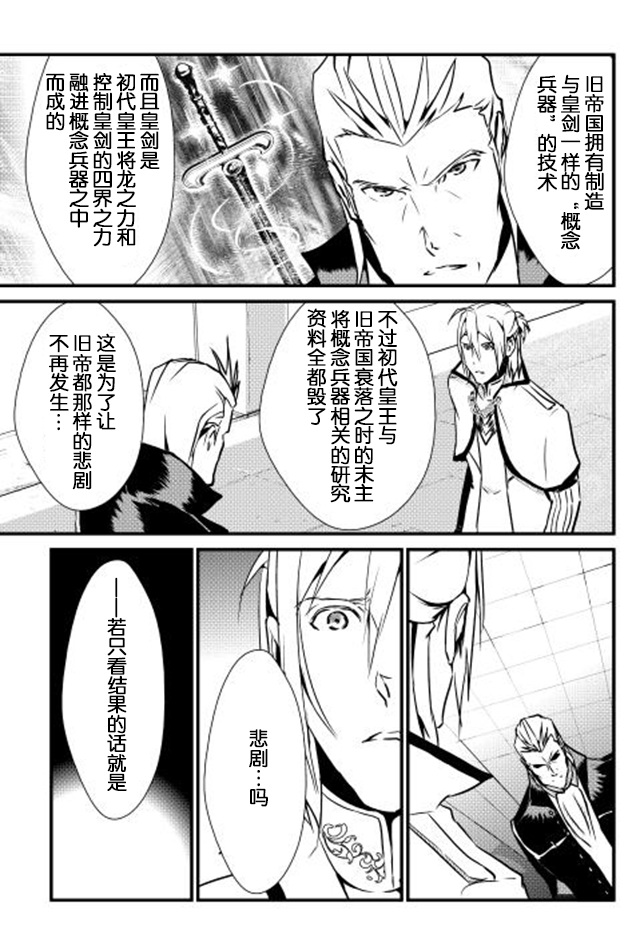 旧帝国拥有制造
与皇剑一样的“概念
兵器”的技术
而且皇剑是
初代皇王将龙之力和
控制皇剑的四界之力
融进概念兵器之中
而成的
不过初代皇王与
旧帝国衰落之时的末主
将概念兵器相关的研究
资料全都毁了
这是为了让
旧帝都那样的悲剧
不再发生…
悲剧…吗
——若只看结果的话就是